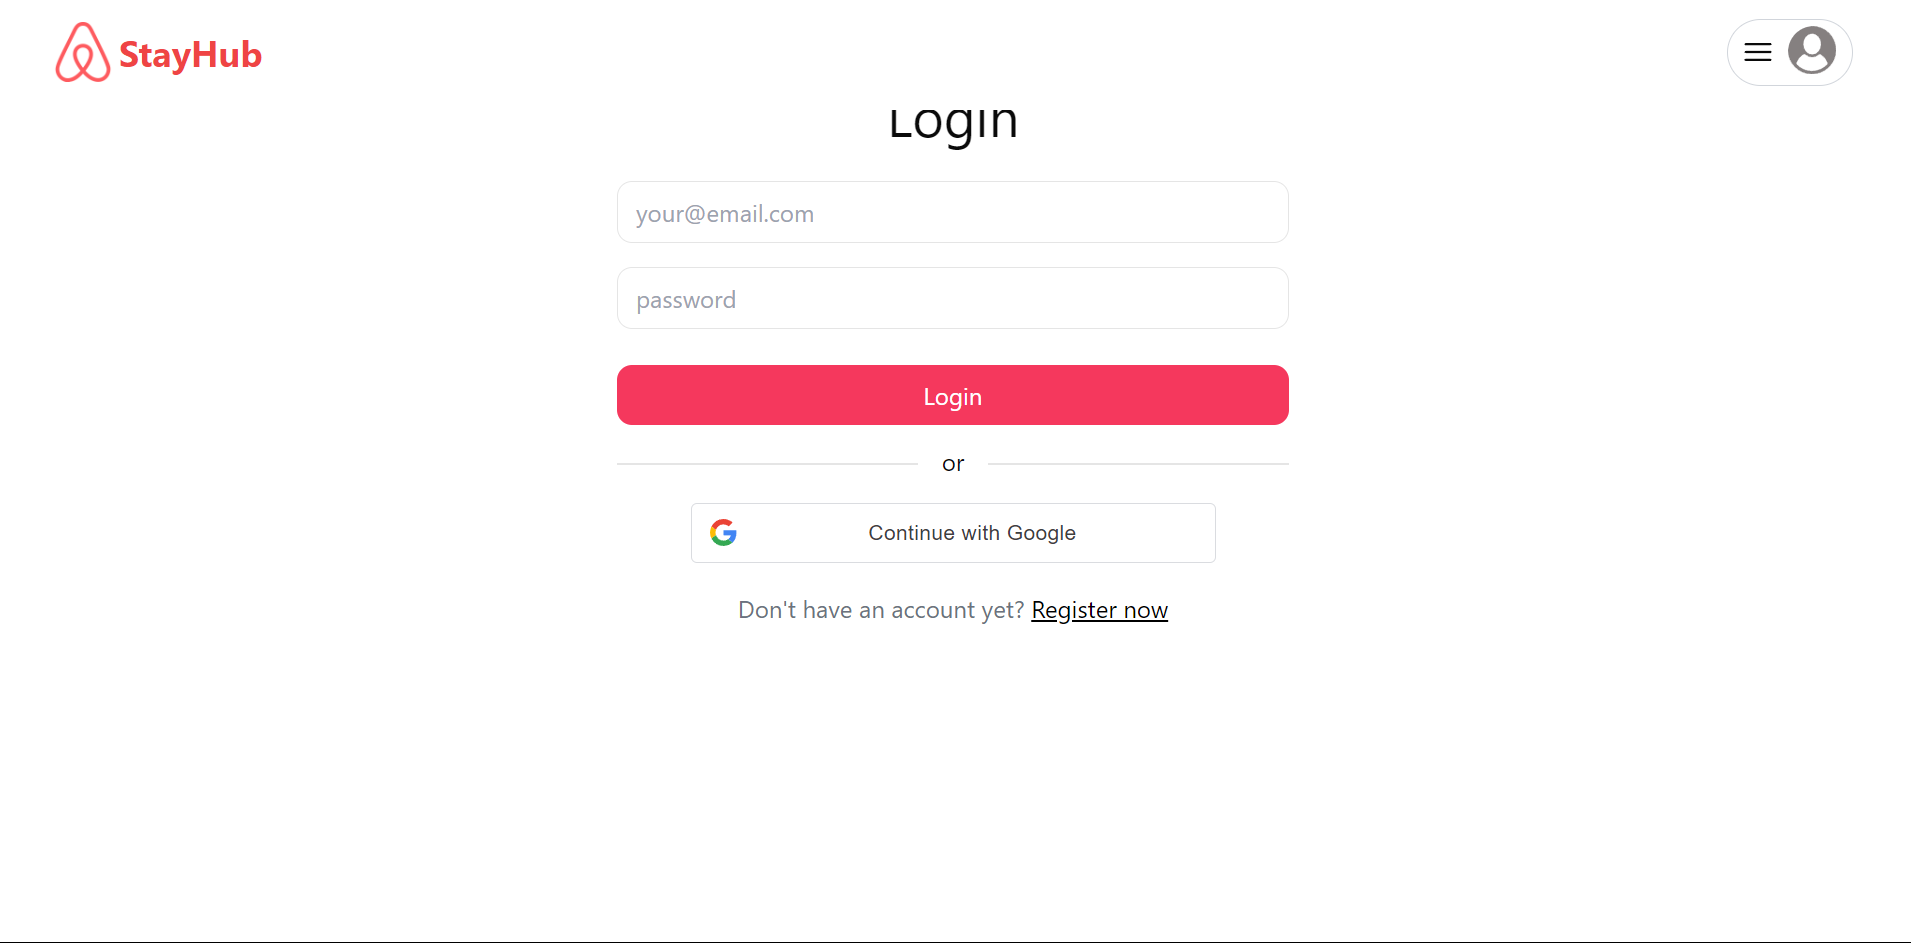 StayHub
Login
your@email.com
password
Login
or
Continue with Google
Don't have an account yet? Register now